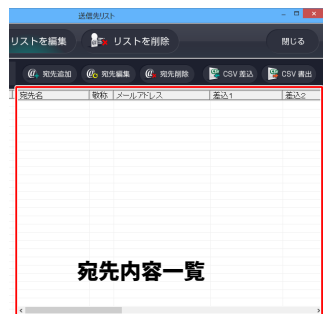 送信先リスト
リストを編集 リストを削除 閉じる
宛先追加 宛先編集 宛先削除 CSV 差込 CSV 書出
宛先名 敬称 メールアドレス 差込1 差込2
宛先内容一覧